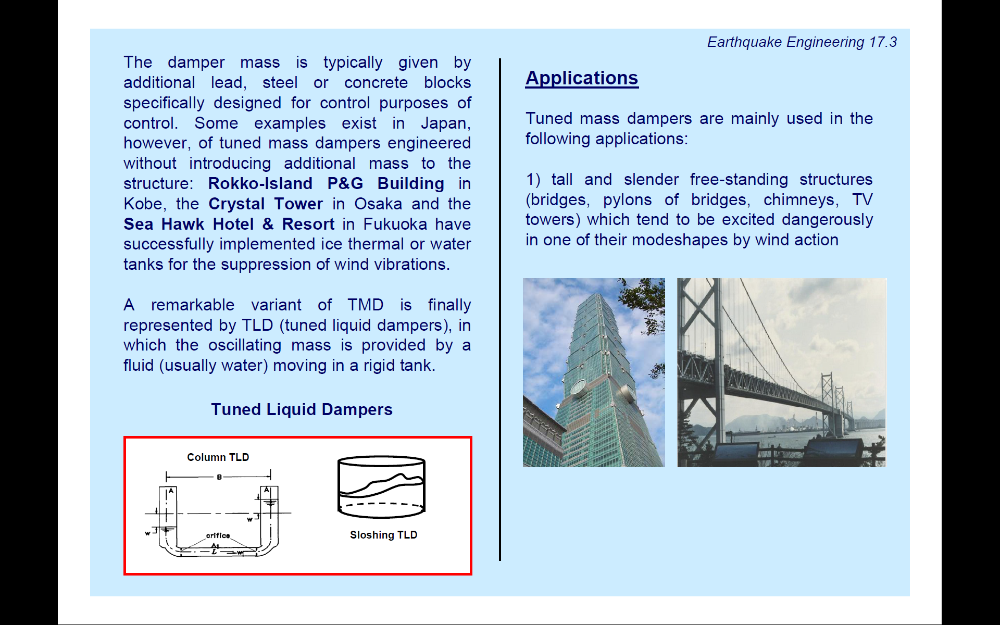 Earthquake Engineering 17.3
The damper mass is typically given by
additional lead, steel or concrete blocks
specifically designed for control purposes of
control. Some examples exist in Japan,
however, of tuned mass dampers engineered
without introducing additional mass to the
structure: Rokko-Island P&G Building in
Kobe, the Crystal Tower in Osaka and the
Sea Hawk Hotel & Resort in Fukuoka have
successfully implemented ice thermal or water
tanks for the suppression of wind vibrations.
A remarkable variant of TMD is finally
represented by TLD (tuned liquid dampers), in
which the oscillating mass is provided by a
fluid (usually water) moving in a rigid tank.
Tuned Liquid Dampers
Column TLD
B
A
A
w
w
orifice
A1
L
w
Sloshing TLD
Applications
Tuned mass dampers are mainly used in the
following applications:
1) tall and slender free-standing structures
(bridges, pylons of bridges, chimneys, TV
towers) which tend to be excited dangerously
in one of their modeshapes by wind action